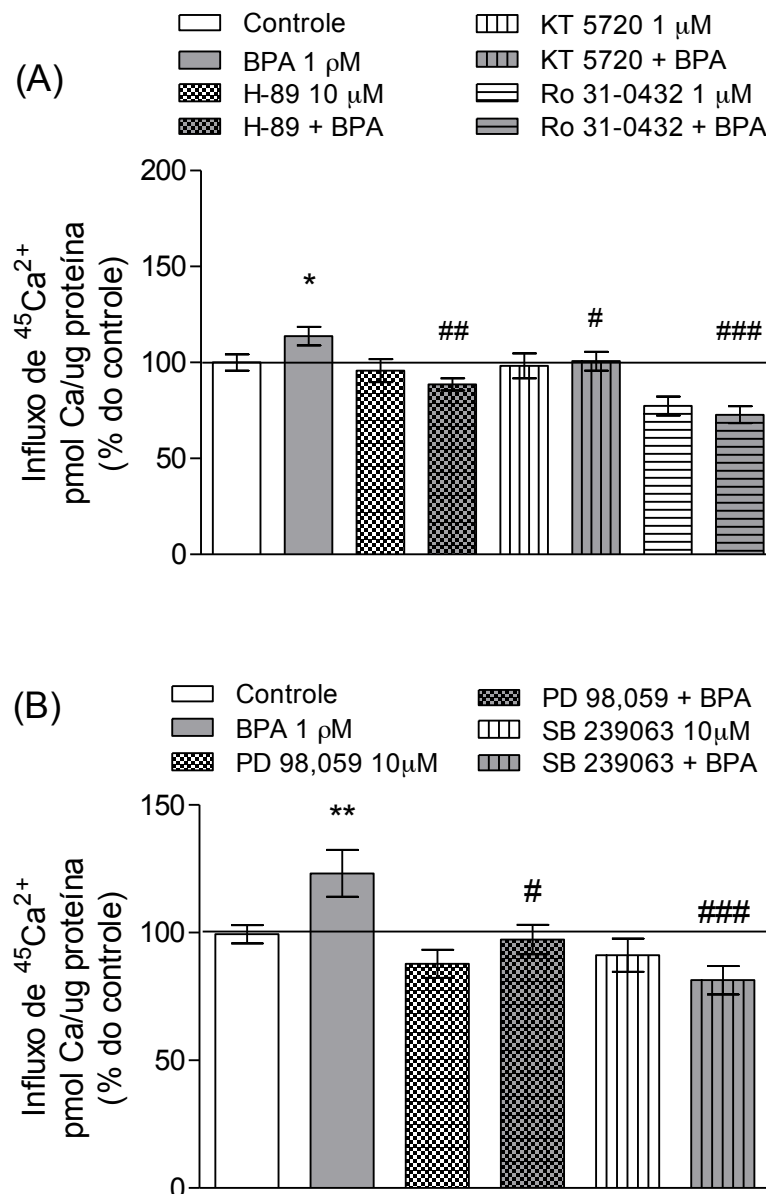 (A)
Controle
BPA 1 ρM
H-89 10 μM
H-89 + BPA
KT 5720 1 μM
KT 5720 + BPA
Ro 31-0432 1 μM
Ro 31-0432 + BPA
Influxo de ⁴⁵Ca²⁺
pmol Ca/ug proteína
(% do controle)
200
150
100
50
0
*
##
#
###
(B)
Controle
BPA 1 ρM
PD 98,059 10μM
PD 98,059 + BPA
SB 239063 10μM
SB 239063 + BPA
Influxo de ⁴⁵Ca²⁺
pmol Ca/ug proteína
(% do controle)
150
100
50
0
**
#
###